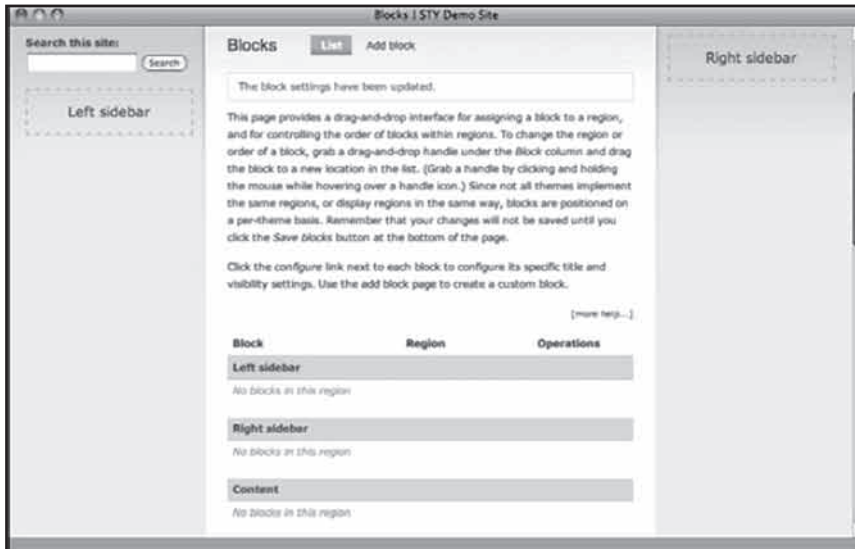 Blocks | STY Demo Site
Search this site:
Search
Left sidebar
Blocks
List
Add block
The block settings have been updated.
This page provides a drag-and-drop interface for assigning a block to a region,
and for controlling the order of blocks within regions. To change the region or
order of a block, grab a drag-and-drop handle under the Block column and drag
the block to a new location in the list. (Grab a handle by clicking and holding
the mouse while hovering over a handle icon.) Since not all themes implement
the same regions, or display regions in the same way, blocks are positioned on
a per-theme basis. Remember that your changes will not be saved until you
click the Save blocks button at the bottom of the page.
Click the configure link next to each block to configure its specific title and
visibility settings. Use the add block page to create a custom block.
[more help...]
Block Region Operations
Left sidebar
No blocks in this region
Right sidebar
No blocks in this region
Content
No blocks in this region
Right sidebar